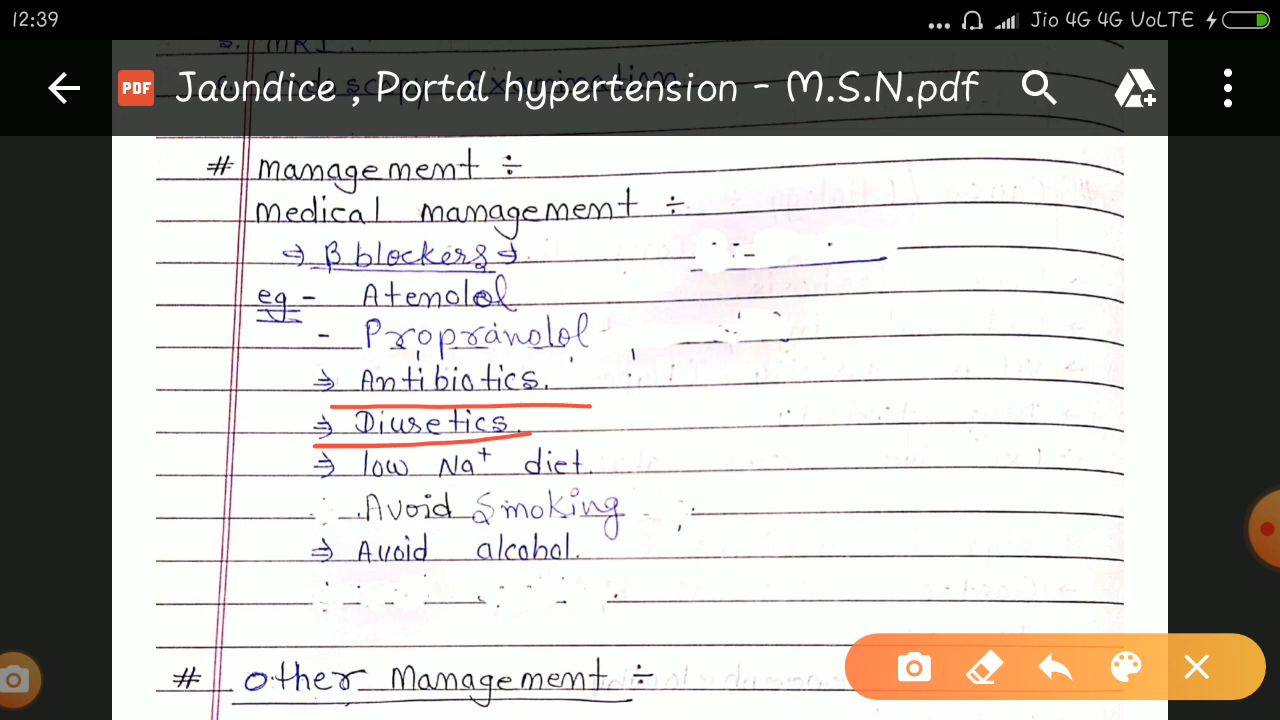 12:39
... Jio 4G 4G VoLTE
PDF Jaundice , Portal hypertension - M.S.N.pdf
# management ÷
medical management ÷
→ β blockers →
eg - Atenolol
- Propranolol
⇒ Antibiotics.
⇒ Diuretics.
⇒ low Na+ diet.
Avoid Smoking
⇒ Avoid alcohol.
# other Management ÷